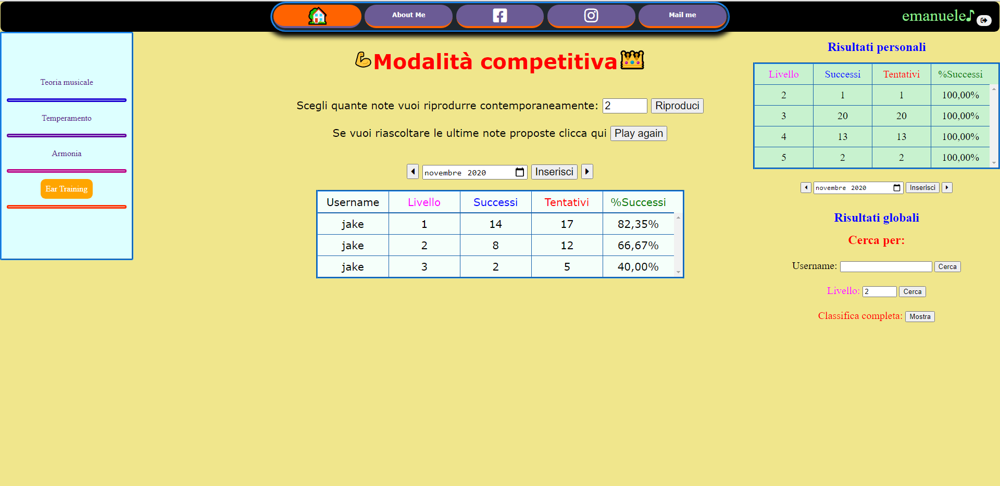 About Me
Mail me
emanuele
Teoria musicale
Temperamento
Armonia
Ear Training
Modalità competitiva
Scegli quante note vuoi riprodurre contemporaneamente: 2 Riproduci
Se vuoi riascoltare le ultime note proposte clicca qui Play again
novembre 2020 Inserisci
Username Livello Successi Tentativi %Successi
jake 1 14 17 82,35%
jake 2 8 12 66,67%
jake 3 2 5 40,00%
Risultati personali
Livello Successi Tentativi %Successi
2 1 1 100,00%
3 20 20 100,00%
4 13 13 100,00%
5 2 2 100,00%
novembre 2020 Inserisci
Risultati globali
Cerca per:
Username: Cerca
Livello: 2 Cerca
Classifica completa: Mostra